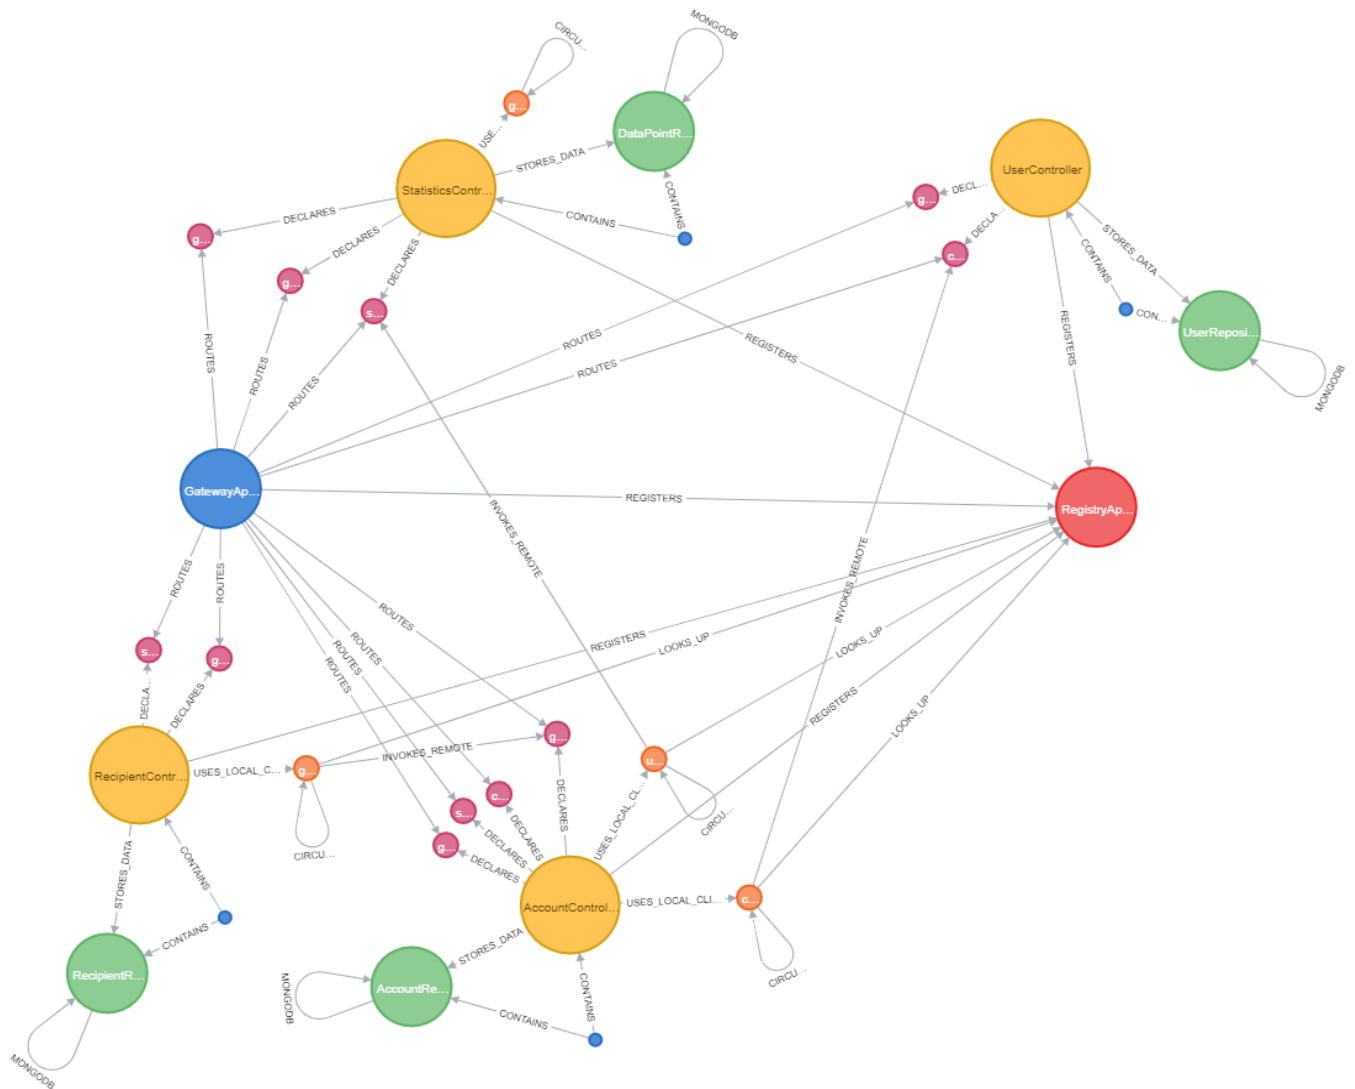 CIRCU...
MONGODB
g...
USE...
DataPointR...
STORES_DATA
StatisticsContr...
CONTAINS
CONTAINS
UserController
DECL...
g...
DECLA...
c...
STORES_DATA
CONTAINS
CON...
UserReposi...
MONGODB
REGISTERS
DECLARES
g...
DECLARES
g...
DECLARES
s...
ROUTES
ROUTES
ROUTES
ROUTES
ROUTES
REGISTERS
GatewayAp...
REGISTERS
RegistryAp...
INVOKES_REMOTE
INVOKES_REMOTE
ROUTES
ROUTES
ROUTES
ROUTES
ROUTES
ROUTES
s...
g...
DECLA...
DECLARES
REGISTERS
LOOKS_UP
LOOKS_UP
REGISTERS
LOOKS_UP
RecipientContr...
USES_LOCAL_C...
g...
INVOKES_REMOTE
g...
CIRCU...
c...
s...
g...
DECLARES
DECLARES
DECLARES
DECLARES
u...
USES_LOCAL_CL...
CIRCU...
AccountControl...
USES_LOCAL_CLI...
c...
CIRCU...
STORES_DATA
CONTAINS
CONTAINS
RecipientR...
MONGODB
STORES_DATA
AccountRe...
MONGODB
CONTAINS
CONTAINS